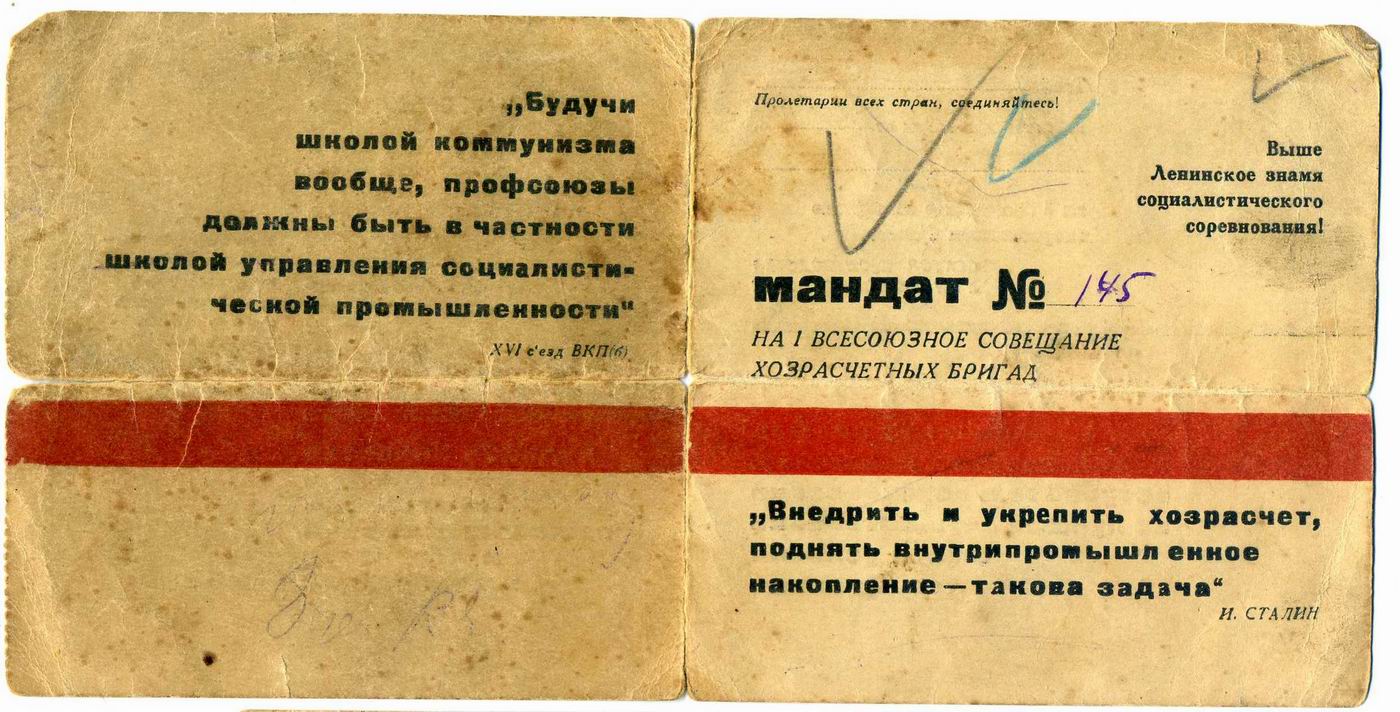 „Будучи
школой коммунизма
вообще, профсоюзы
должны быть в частности
школой управления социалисти-
ческой промышленности“
XVI с'езд ВКП(б)
Пролетарии всех стран, соединяйтесь!
Выше
Ленинское знамя
социалистического
соревнования!
мандат № 145
НА I ВСЕСОЮЗНОЕ СОВЕЩАНИЕ
ХОЗРАСЧЕТНЫХ БРИГАД
„Внедрить и укрепить хозрасчет,
поднять внутрипромышленное
накопление — такова задача“
И. СТАЛИН